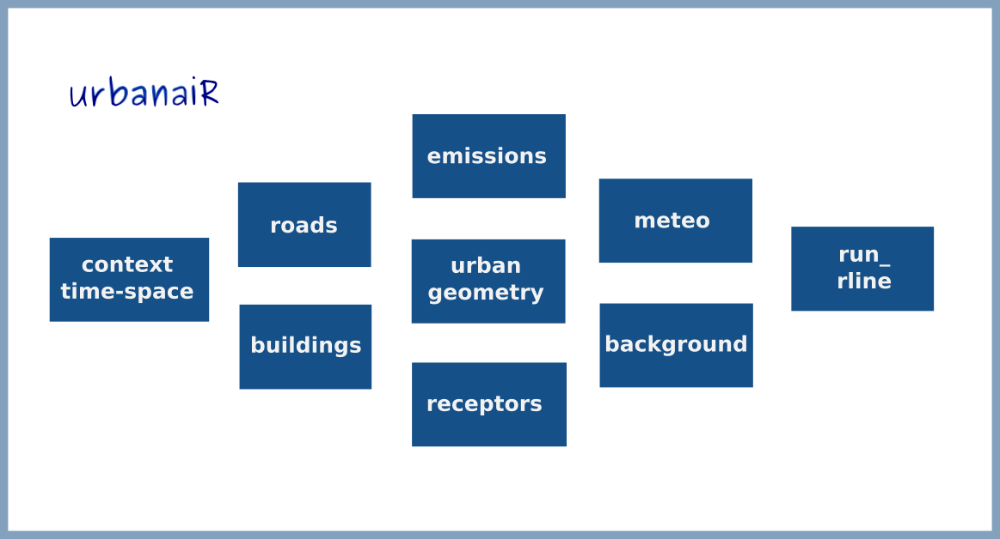 urbanaiR
emissions
roads
meteo
context
time-space
urban
geometry
run_
rline
buildings
background
receptors